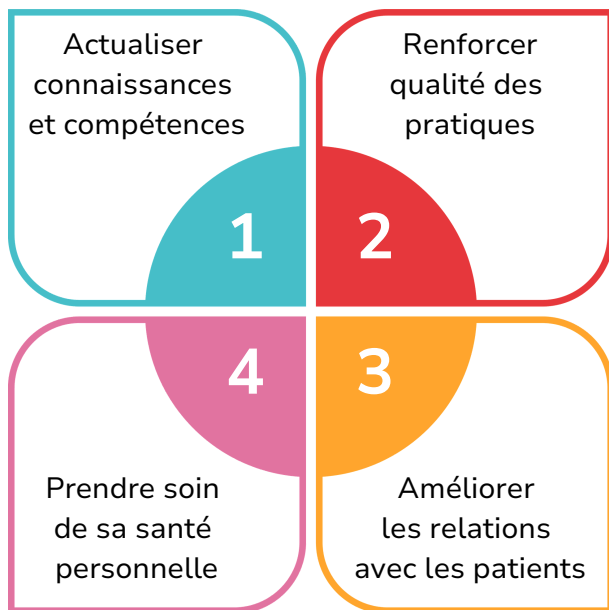 Actualiser
connaissances
et compétences
1
Renforcer
qualité des
pratiques
2
3
Améliorer
les relations
avec les patients
4
Prendre soin
de sa santé
personnelle